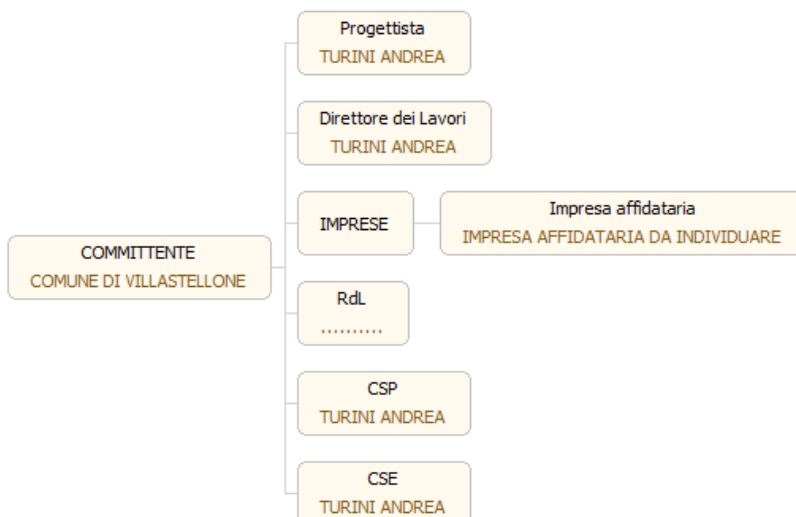 Progettista
TURINI ANDREA
Direttore dei Lavori
TURINI ANDREA
IMPRESE
Impresa affidataria
IMPRESA AFFIDATARIA DA INDIVIDUARE
COMMITTENTE
COMUNE DI VILLASTELLONE
RdL
..........
CSP
TURINI ANDREA
CSE
TURINI ANDREA